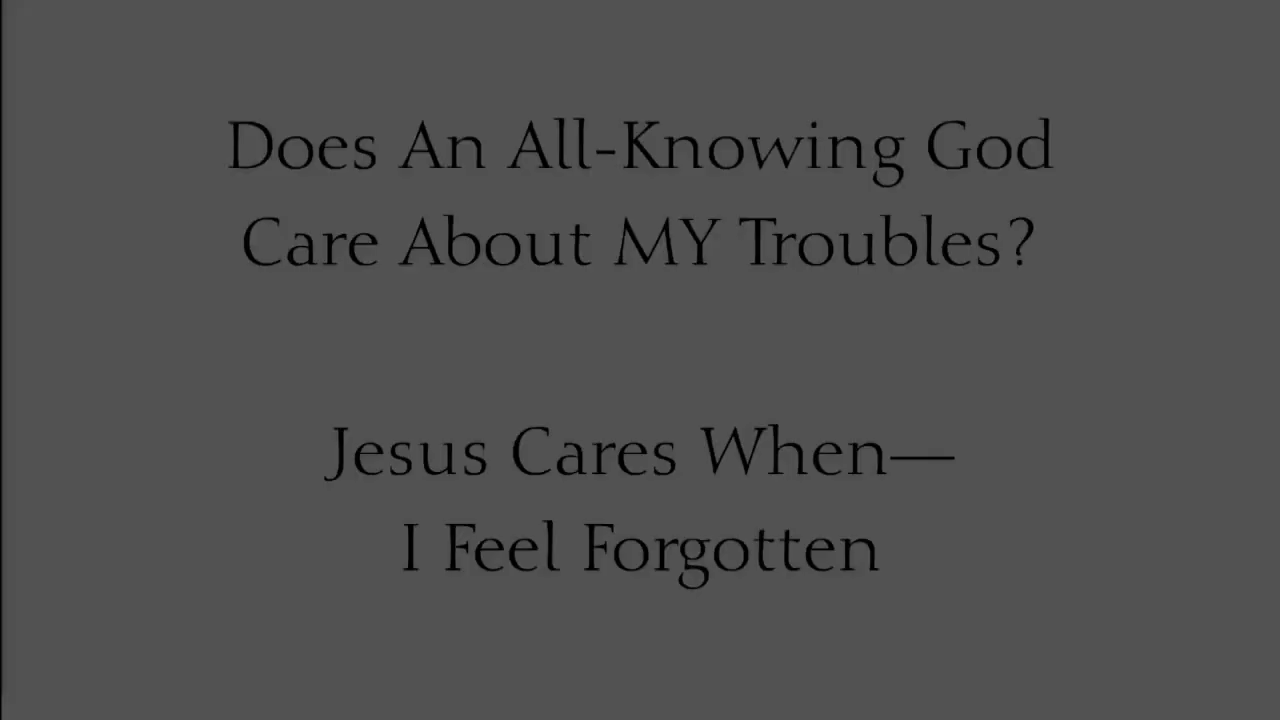 Does An All-Knowing God
Care About MY Troubles?
Jesus Cares When—
I Feel Forgotten